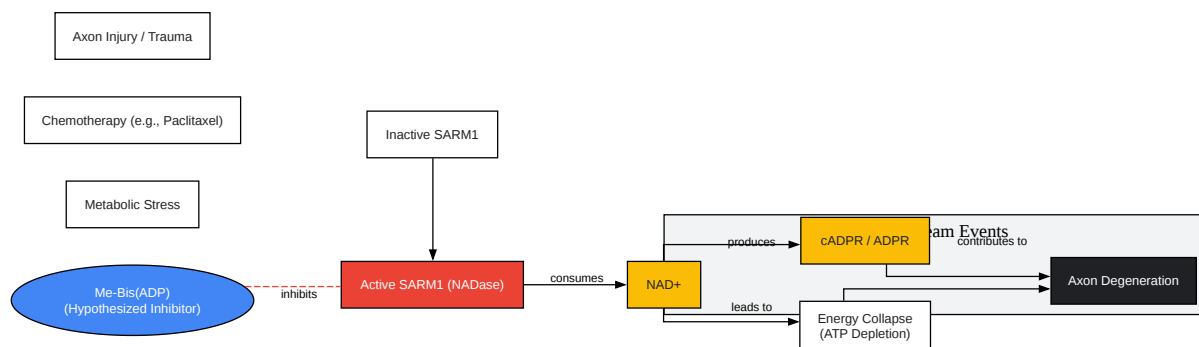 Axon Injury / Trauma
Chemotherapy (e.g., Paclitaxel)
Inactive SARM1
Metabolic Stress
Events
produces
cADPR / ADPR
contributes to
Me-Bis(ADP)
(Hypothesized Inhibitor)
inhibits
Active SARM1 (NADase)
consumes
NAD+
Axon Degeneration
leads to
Energy Collapse
(ATP Depletion)